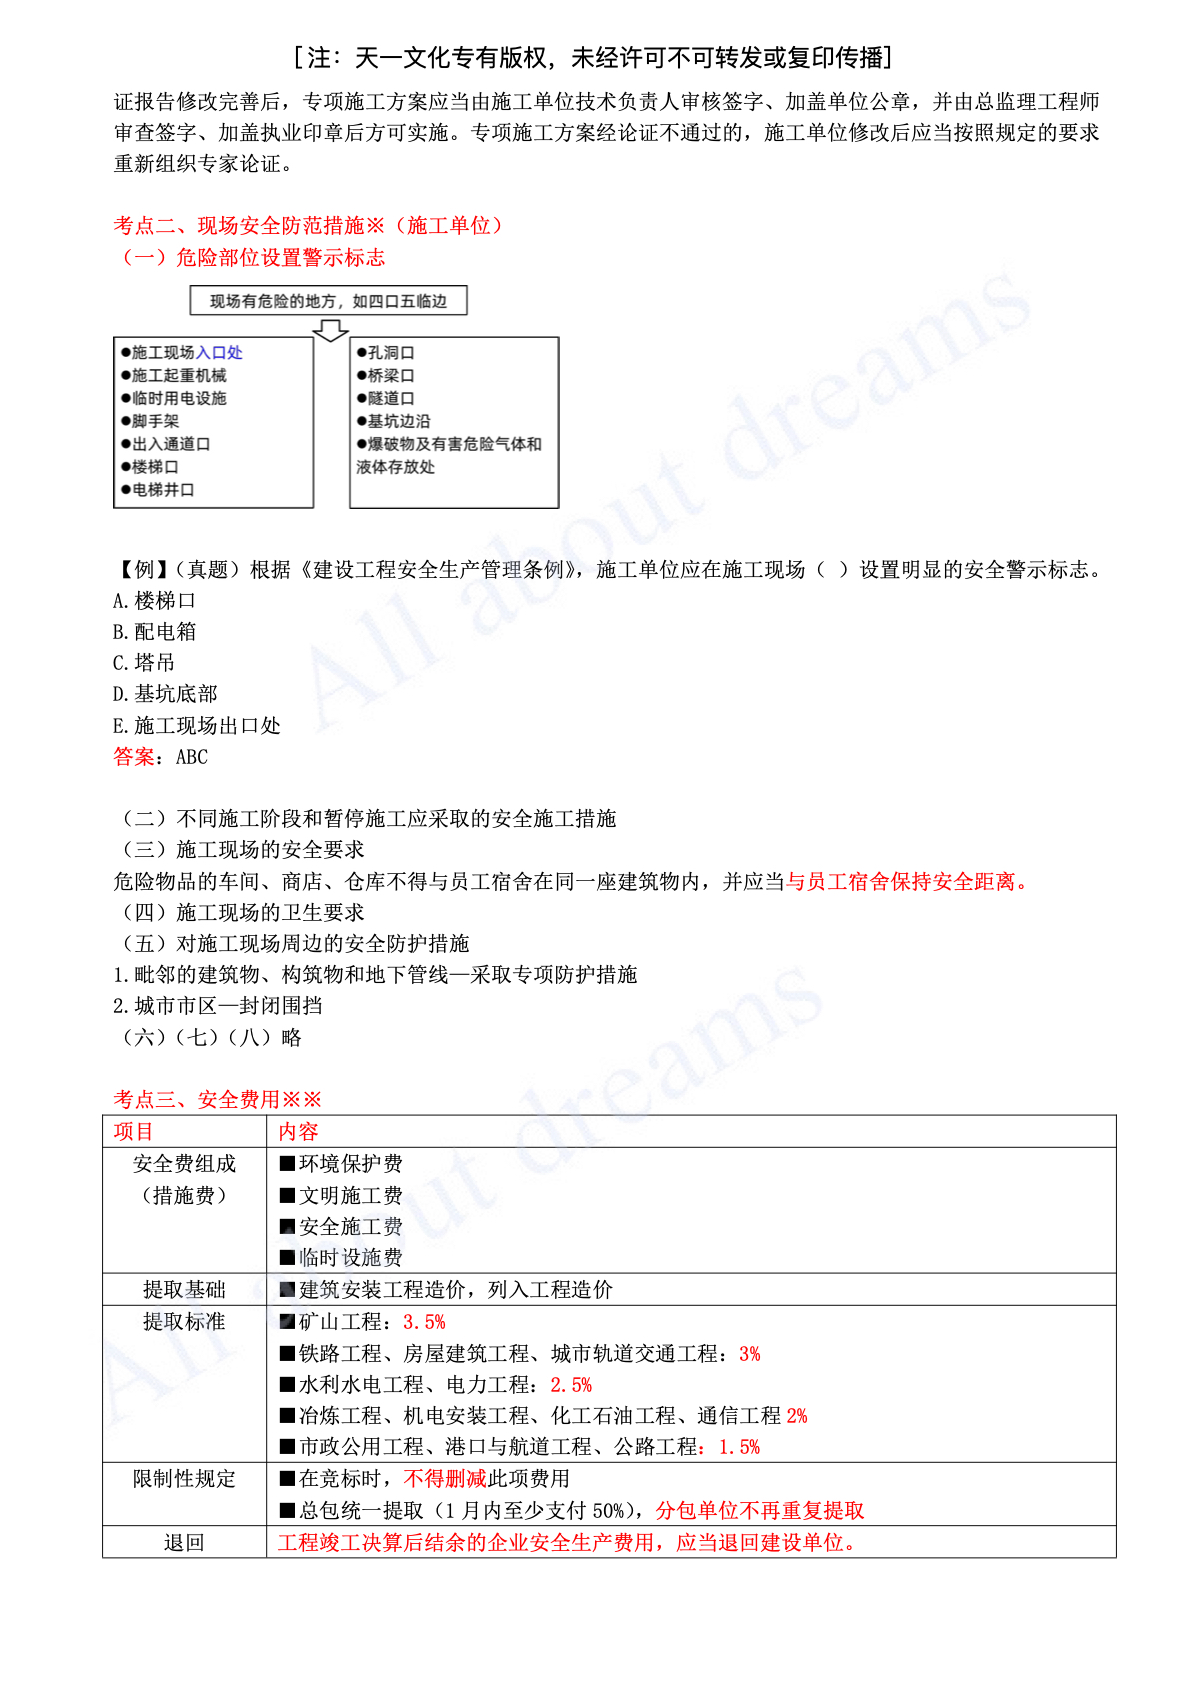 [注：天一文化专有版权，未经许可不可转发或复印传播]
证报告修改完善后，专项施工方案应当由施工单位技术负责人审核签字、加盖单位公章，并由总监理工程师
审查签字、加盖执业印章后方可实施。专项施工方案经论证不通过的，施工单位修改后应当按照规定的要求
重新组织专家论证。
考点二、现场安全防范措施※（施工单位）
（一）危险部位设置警示标志
现场有危险的地方，如四口五临边
●施工现场入口处
●施工起重机械
●临时用电设施
●脚手架
●出入通道口
●楼梯口
●电梯井口
●孔洞口
●桥梁口
●隧道口
●基坑边沿
●爆破物及有害危险气体和
液体存放处
【例】（真题）根据《建设工程安全生产管理条例》，施工单位应在施工现场（ ）设置明显的安全警示标志。
A.楼梯口
B.配电箱
C.塔吊
D.基坑底部
E.施工现场出口处
答案：ABC
（二）不同施工阶段和暂停施工应采取的安全施工措施
（三）施工现场的安全要求
危险物品的车间、商店、仓库不得与员工宿舍在同一座建筑物内，并应当与员工宿舍保持安全距离。
（四）施工现场的卫生要求
（五）对施工现场周边的安全防护措施
1.毗邻的建筑物、构筑物和地下管线—采取专项防护措施
2.城市市区—封闭围挡
（六）（七）（八）略
考点三、安全费用※※
项目 内容
安全费组成
（措施费）
■环境保护费
■文明施工费
■安全施工费
■临时设施费
提取基础 ■建筑安装工程造价，列入工程造价
提取标准 ■矿山工程：3.5%
■铁路工程、房屋建筑工程、城市轨道交通工程：3%
■水利水电工程、电力工程：2.5%
■冶炼工程、机电安装工程、化工石油工程、通信工程 2%
■市政公用工程、港口与航道工程、公路工程：1.5%
限制性规定 ■在竞标时，不得删减此项费用
■总包统一提取（1 月内至少支付 50%），分包单位不再重复提取
退回 工程竣工决算后结余的企业安全生产费用，应当退回建设单位。
All about dreams
All about dreams